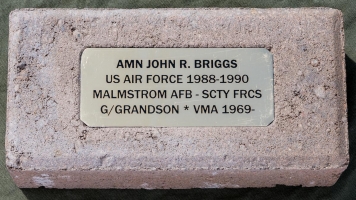 AMN JOHN R. BRIGGS
US AIR FORCE 1988-1990
MALMSTROM AFB - SCTY FRCS
G/GRANDSON * VMA 1969-